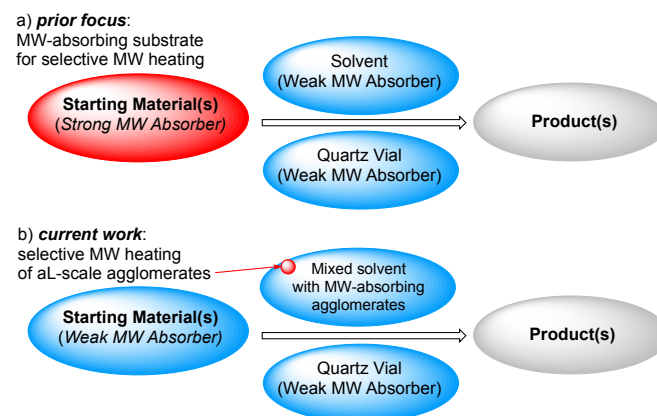 a) prior focus:
MW-absorbing substrate
for selective MW heating
Starting Material(s)
(Strong MW Absorber)
Solvent
(Weak MW Absorber)
Quartz Vial
(Weak MW Absorber)
Product(s)
b) current work:
selective MW heating
of aL-scale agglomerates
Starting Material(s)
(Weak MW Absorber)
Mixed solvent
with MW-absorbing
agglomerates
Quartz Vial
(Weak MW Absorber)
Product(s)